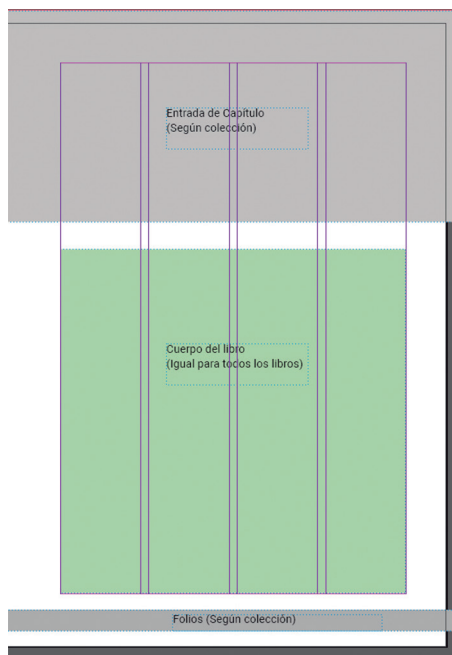 Entrada de Capítulo
(Según colección)
Cuerpo del libro
(Igual para todos los libros)
Folios (Según colección)